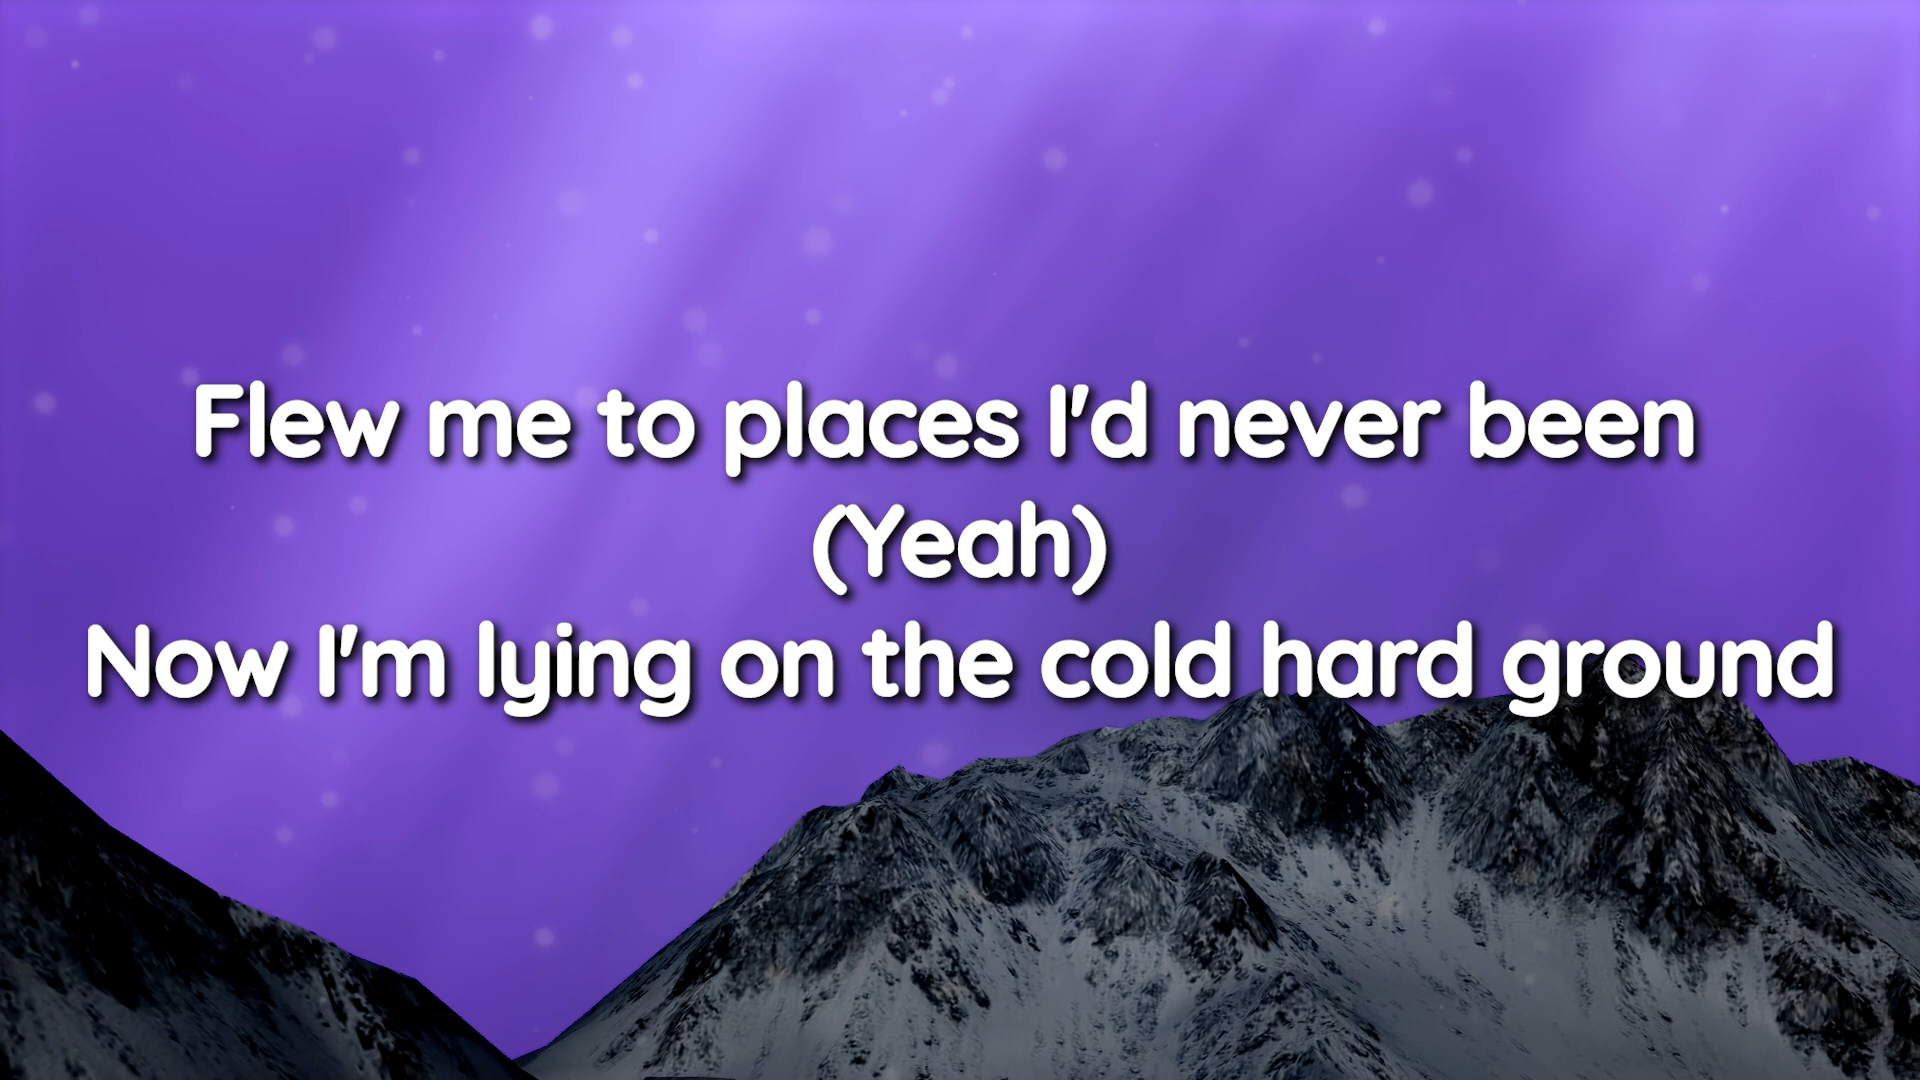 Flew me to places I'd never been
(Yeah)
Now I'm lying on the cold hard ground